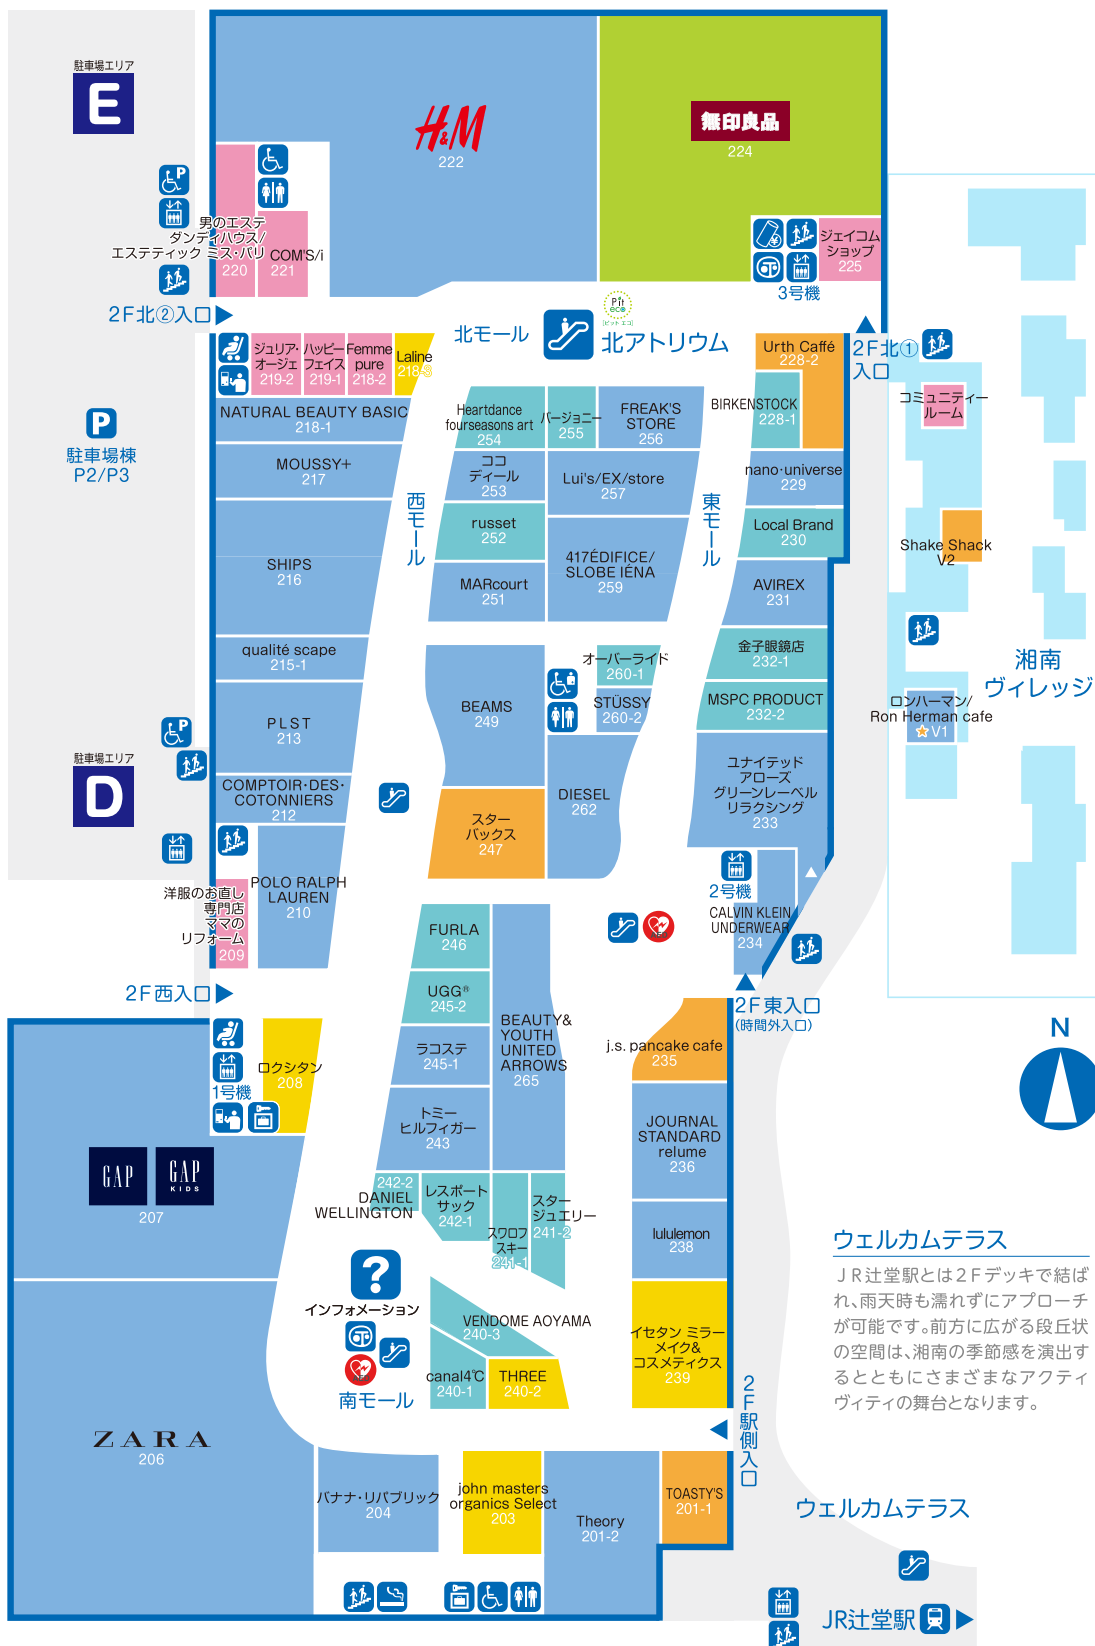 駐車場エリア
E
H&M
222
無印良品
224
男のエステ
ダンディハウス/
エステティック ミス・パリ
220
COM'S/i
221
ジェイコム
ショップ
225
3号機
2F北②入口
北モール
Pit
eco
[ピット エコ]
北アトリウム
2F北①
入口
ジュリア・
オージェ
219-2
ハッピー
フェイス
219-1
Femme
pure
218-2
Laline
218-3
Urth Caffé
228-2
NATURAL BEAUTY BASIC
218-1
Heartdance
fourseasons art
254
バージョニー
255
FREAK'S
STORE
256
BIRKENSTOCK
228-1
コミュニティー
ルーム
P
駐車場棟
P2/P3
MOUSSY+
217
ココ
ディール
253
Lui's/EX/store
257
nano・universe
229
西モール
東モール
russet
252
Local Brand
230
SHIPS
216
417ÉDIFICE/
SLOBE IÉNA
259
MARcourt
251
AVIREX
231
Shake Shack
V2
qualité scape
215-1
オーバーライド
260-1
金子眼鏡店
232-1
湘南
ヴィレッジ
PLST
213
BEAMS
249
STÜSSY
260-2
MSPC PRODUCT
232-2
ロンハーマン/
Ron Herman cafe
V1
駐車場エリア
D
COMPTOIR・DES・
COTONNIERS
212
スター
バックス
247
DIESEL
262
ユナイテッド
アローズ
グリーンレーベル
リラクシング
233
洋服のお直し
専門店
ママの
リフォーム
209
POLO RALPH
LAUREN
210
2号機
CALVIN KLEIN
UNDERWEAR
234
FURLA
246
2F西入口
UGG®
245-2
2F東入口
(時間外入口)
BEAUTY&
YOUTH
UNITED
ARROWS
265
j.s. pancake cafe
235
N
1号機
ロクシタン
208
ラコステ
245-1
トミー
ヒルフィガー
243
JOURNAL
STANDARD
relume
236
GAP
GAP
KIDS
207
242-2
DANIEL
WELLINGTON
レスポート
サック
242-1
スワロフ
スキー
241-1
スター
ジュエリー
241-2
lululemon
238
ウェルカムテラス
JR辻堂駅とは2Fデッキで結ば
れ、雨天時も濡れずにアプローチ
が可能です。前方に広がる段丘状
の空間は、湘南の季節感を演出す
るとともにさまざまなアクティ
ヴィティの舞台となります。
?
インフォメーション
VENDOME AOYAMA
240-3
イセタン ミラー
メイク&
コスメティクス
239
canal4℃
240-1
THREE
240-2
南モール
2F駅側入口
ZARA
206
バナナ・リパブリック
204
john masters
organics Select
203
Theory
201-2
TOASTY'S
201-1
ウェルカムテラス
JR辻堂駅